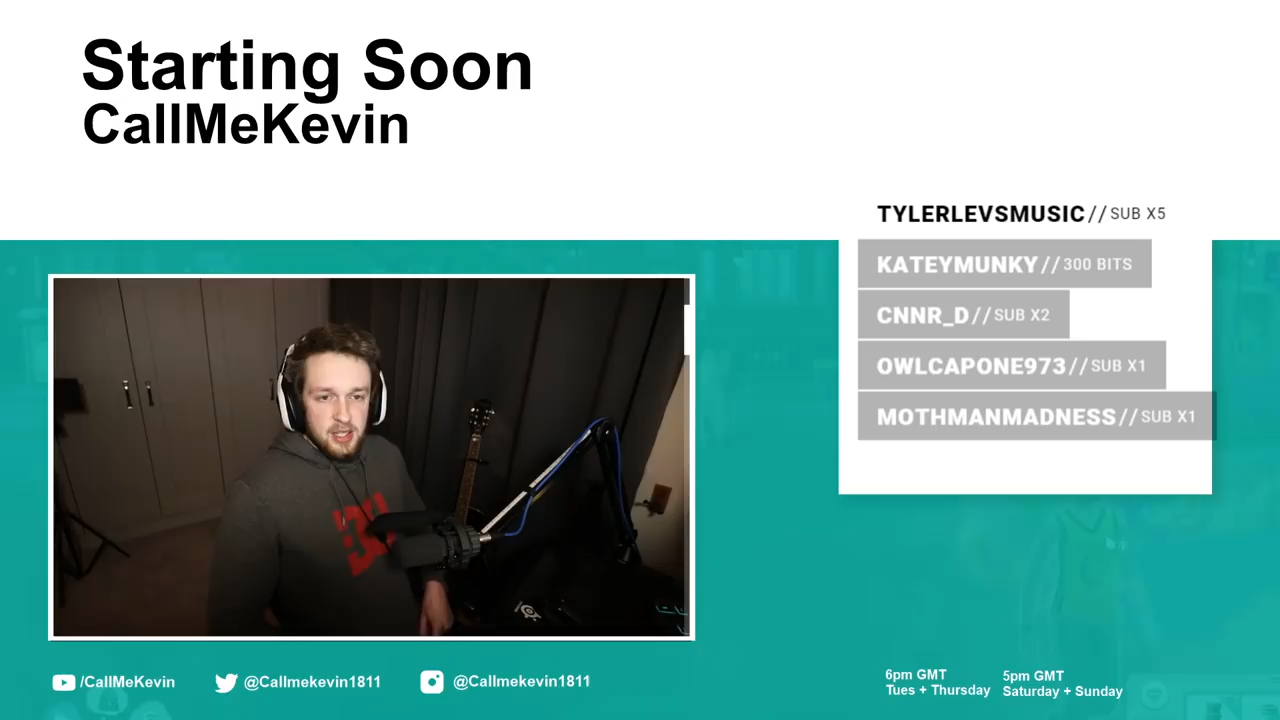 Starting Soon
CallMeKevin
TYLERLEVSMUSIC//SUB X5
KATEYMUNKY//300 BITS
CNNR_D//SUB X2
OWLCAPONE973//SUB X1
MOTHMANMADNESS//SUB X1
/CallMeKevin
@Callmekevin1811
@Callmekevin1811
6pm GMT
Tues + Thursday
5pm GMT
Saturday + Sunday